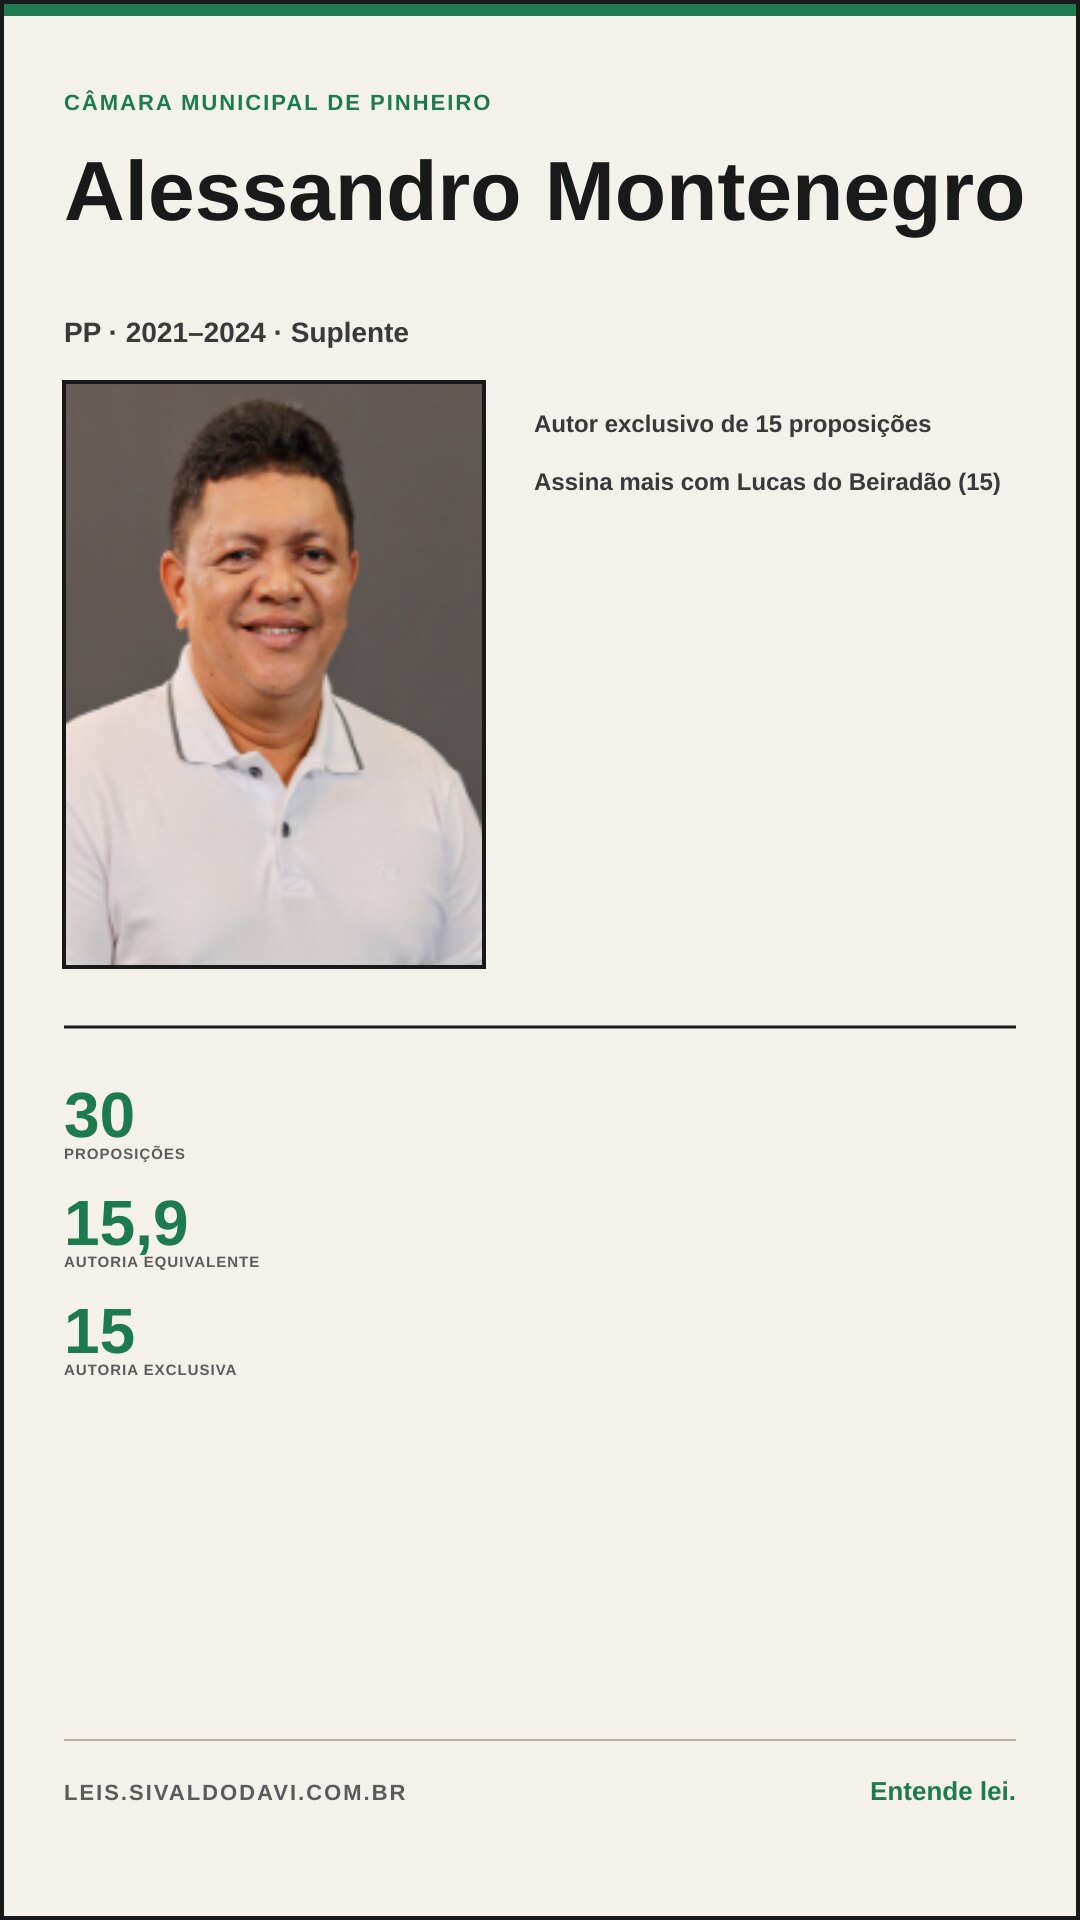 CÂMARA MUNICIPAL DE PINHEIRO
Alessandro Montenegro
PP · 2021–2024 · Suplente
Autor exclusivo de 15 proposições
Assina mais com Lucas do Beiradão (15)
30
PROPOSIÇÕES
15,9
AUTORIA EQUIVALENTE
15
AUTORIA EXCLUSIVA
LEIS.SIVALDODAVI.COM.BR
Entende lei.